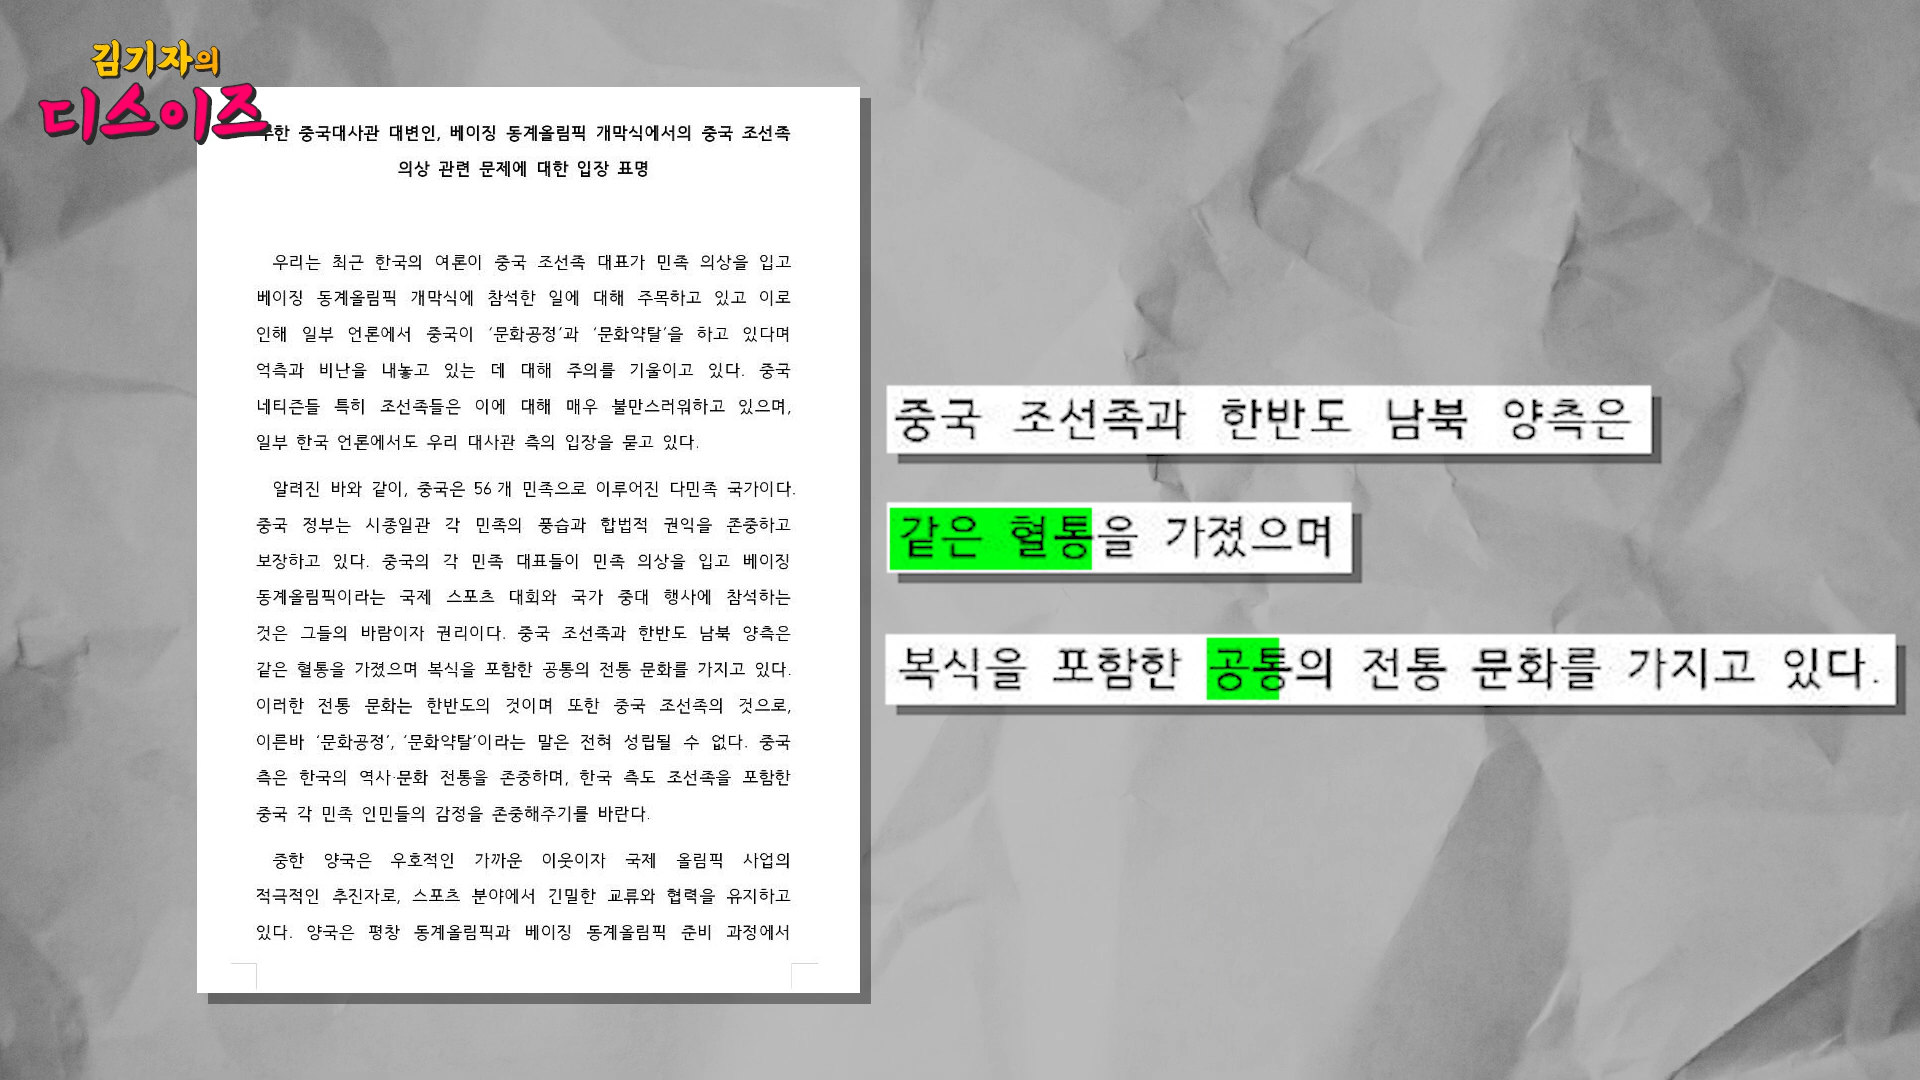 김기자의
디스이즈
중국대사관 대변인, 베이징 동계올림픽 개막식에서의 중국 조선족
의상 관련 문제에 대한 입장 표명
우리는 최근 한국의 여론이 중국 조선족 대표가 민족 의상을 입고
베이징 동계올림픽 개막식에 참석한 일에 대해 주목하고 있고 이로
인해 일부 언론에서 중국이 ‘문화공정’과 ‘문화약탈’을 하고 있다며
억측과 비난을 내놓고 있는 데 대해 주의를 기울이고 있다. 중국
네티즌들 특히 조선족들은 이에 대해 매우 불만스러워하고 있으며,
일부 한국 언론에서도 우리 대사관 측의 입장을 묻고 있다.
알려진 바와 같이, 중국은 56개 민족으로 이루어진 다민족 국가이다.
중국 정부는 시종일관 각 민족의 풍습과 합법적 권익을 존중하고
보장하고 있다. 중국의 각 민족 대표들이 민족 의상을 입고 베이징
동계올림픽이라는 국제 스포츠 대회와 국가 중대 행사에 참석하는
것은 그들의 바람이자 권리이다. 중국 조선족과 한반도 남북 양측은
같은 혈통을 가졌으며 복식을 포함한 공통의 전통 문화를 가지고 있다.
이러한 전통 문화는 한반도의 것이며 또한 중국 조선족의 것으로,
이른바 ‘문화공정’, ‘문화약탈’이라는 말은 전혀 성립될 수 없다. 중국
측은 한국의 역사·문화 전통을 존중하며, 한국 측도 조선족을 포함한
중국 각 민족 인민들의 감정을 존중해주기를 바란다.
중한 양국은 우호적인 가까운 이웃이자 국제 올림픽 사업의
적극적인 추진자로, 스포츠 분야에서 긴밀한 교류와 협력을 유지하고
있다. 양국은 평창 동계올림픽과 베이징 동계올림픽 준비 과정에서
중국 조선족과 한반도 남북 양측은
같은 혈통을 가졌으며
복식을 포함한 공통의 전통 문화를 가지고 있다.